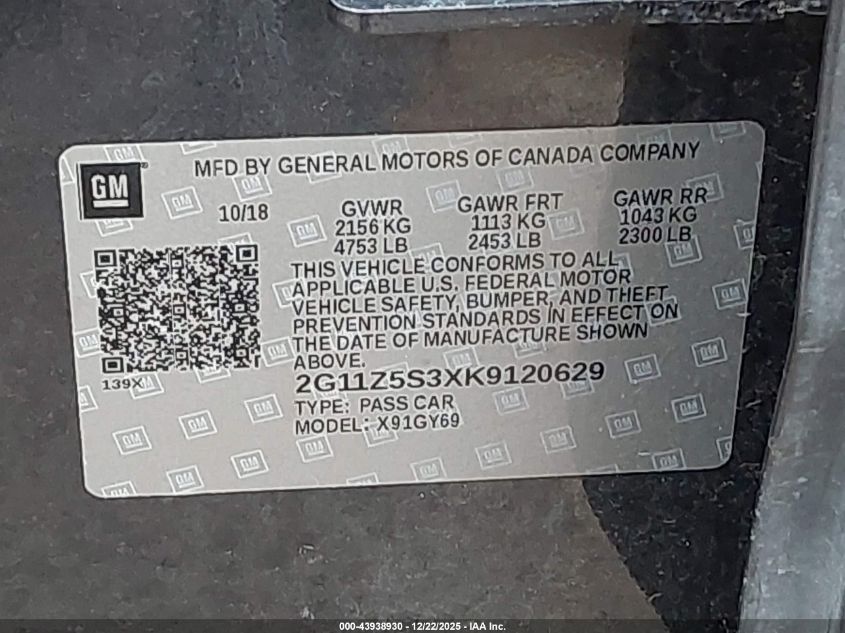 GM
MFD BY GENERAL MOTORS OF CANADA COMPANY
10/18
GVWR
2156 KG
4753 LB
GAWR FRT
1113 KG
2453 LB
GAWR RR
1043 KG
2300 LB
THIS VEHICLE CONFORMS TO ALL
APPLICABLE U.S. FEDERAL MOTOR
VEHICLE SAFETY, BUMPER, AND THEFT
PREVENTION STANDARDS IN EFFECT ON
THE DATE OF MANUFACTURE SHOWN
ABOVE.
139X
2G11Z5S3XK9120629
TYPE: PASS CAR
MODEL: X91GY69
000-43938930 - 12/22/2025 - IAA Inc.